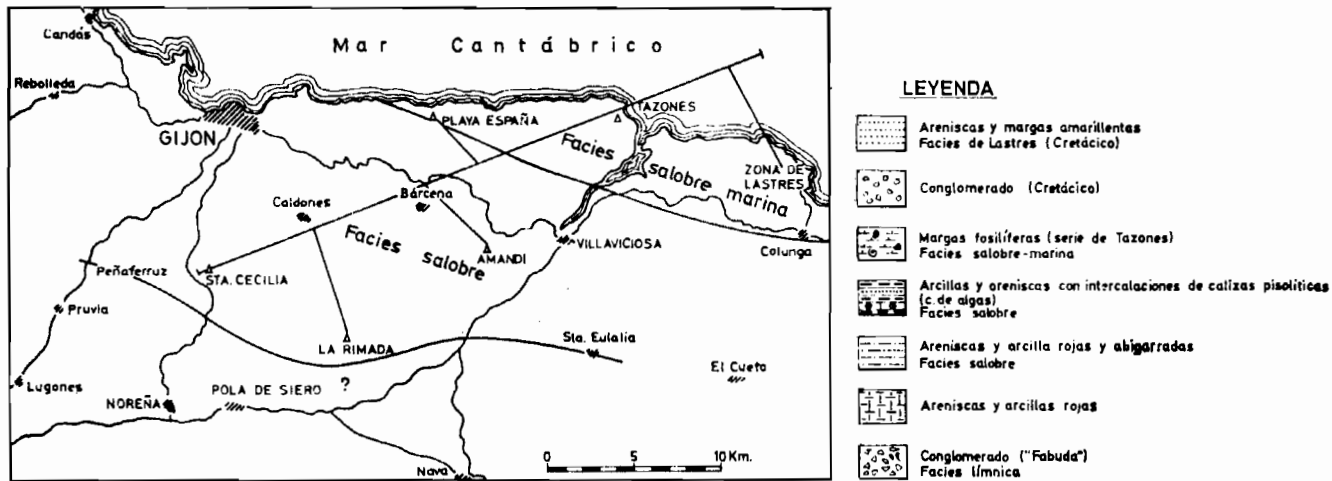 Candás
Mar Cantábrico
Rebolleda
GIJON
PLAYA ESPAÑA
TAZONES
Facies
salobre marina
ZONA DE
LASTRES
Bárcena
Caldones
Facies salobre
VILLAVICIOSA
AMANDI
Colunga
Peñaferruz
STA. CECILIA
Pruvia
LA RIMADA
Sta. Eulalia
El Cueto
Lugones
NOREÑA
POLA DE SIERO
?
Nava
0 5 10 Km.
LEYENDA
Areniscas y margas amarillentas
Facies de Lastres (Cretácico)
Conglomerado (Cretácico)
Margas fosilíferas (serie de Tazones)
Facies salobre-marina
Arcillas y areniscas con intercalaciones de calizas pisolíticas
(c. de algas)
Facies salobre
Areniscas y arcilla rojas y abigarradas
Facies salobre
Areniscas y arcillas rojas
Conglomerado ("Fabuda")
Facies límnica